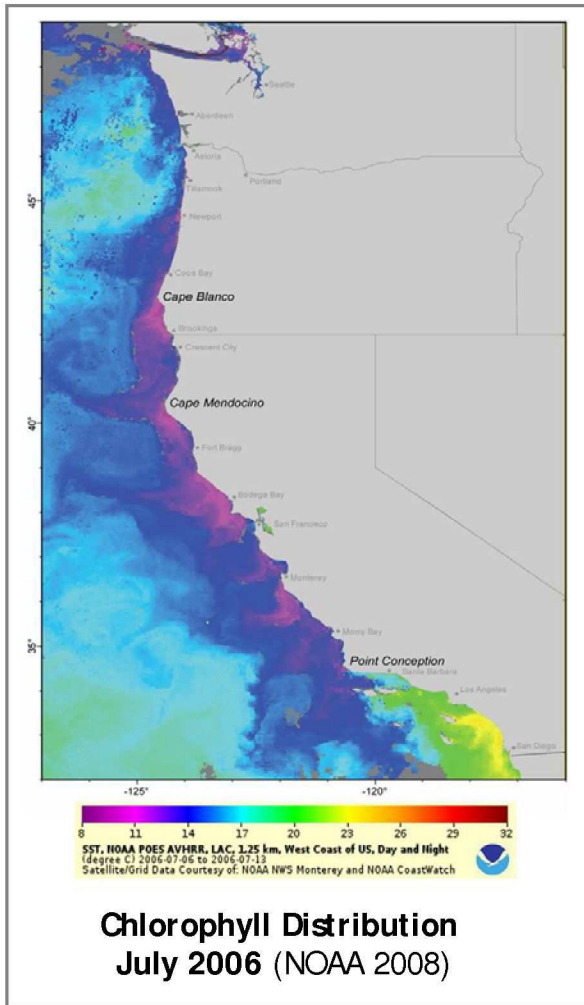 Seattle
Aberdeen
Astoria
Tillamook
Portland
45°
Newport
Coos Bay
Cape Blanco
Brookings
Crescent City
Cape Mendocino
40°
Fort Bragg
Bodega Bay
San Francisco
Monterey
Morro Bay
35°
Point Conception
Santa Barbara
Los Angeles
San Diego
-125° -120°
8 11 14 17 20 23 26 29 32
SST, NOAA POES AVHRR, LAC, 1.25 km, West Coast of US, Day and Night
(degree C) 2006-07-06 to 2006-07-13
Satellite/Grid Data Courtesy of: NOAA NWS Monterey and NOAA CoastWatch
Chlorophyll Distribution
July 2006 (NOAA 2008)